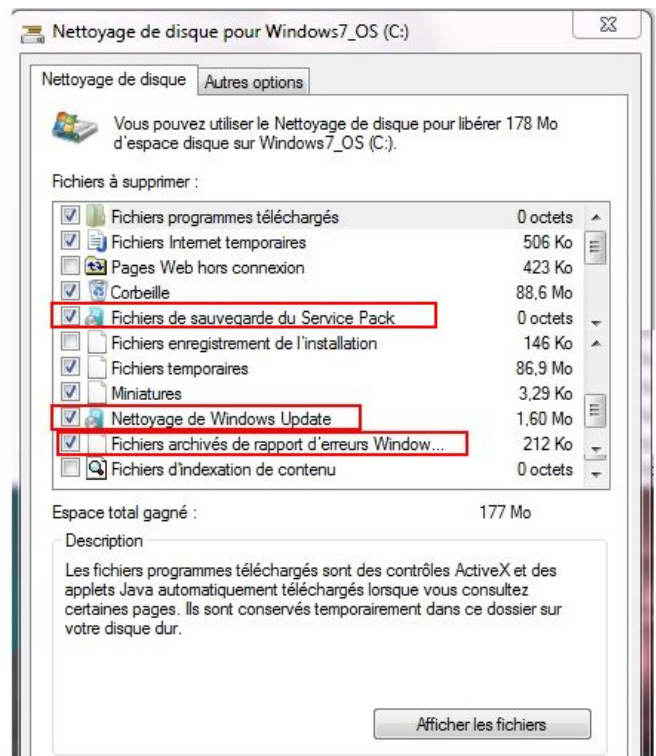 Nettoyage de disque pour Windows7_OS (C:)
Nettoyage de disque
Autres options
Vous pouvez utiliser le Nettoyage de disque pour libérer 178 Mo
d'espace disque sur Windows7_OS (C:).
Fichiers à supprimer :
Fichiers programmes téléchargés 0 octets
Fichiers Internet temporaires 506 Ko
Pages Web hors connexion 423 Ko
Corbeille 88,6 Mo
Fichiers de sauvegarde du Service Pack 0 octets
Fichiers enregistrement de l'installation 146 Ko
Fichiers temporaires 86,9 Mo
Miniatures 3,29 Ko
Nettoyage de Windows Update 1,60 Mo
Fichiers archivés de rapport d'erreurs Window... 212 Ko
Fichiers d'indexation de contenu 0 octets
Espace total gagné : 177 Mo
Description
Les fichiers programmes téléchargés sont des contrôles ActiveX et des
applets Java automatiquement téléchargés lorsque vous consultez
certaines pages. Ils sont conservés temporairement dans ce dossier sur
votre disque dur.
Afficher les fichiers